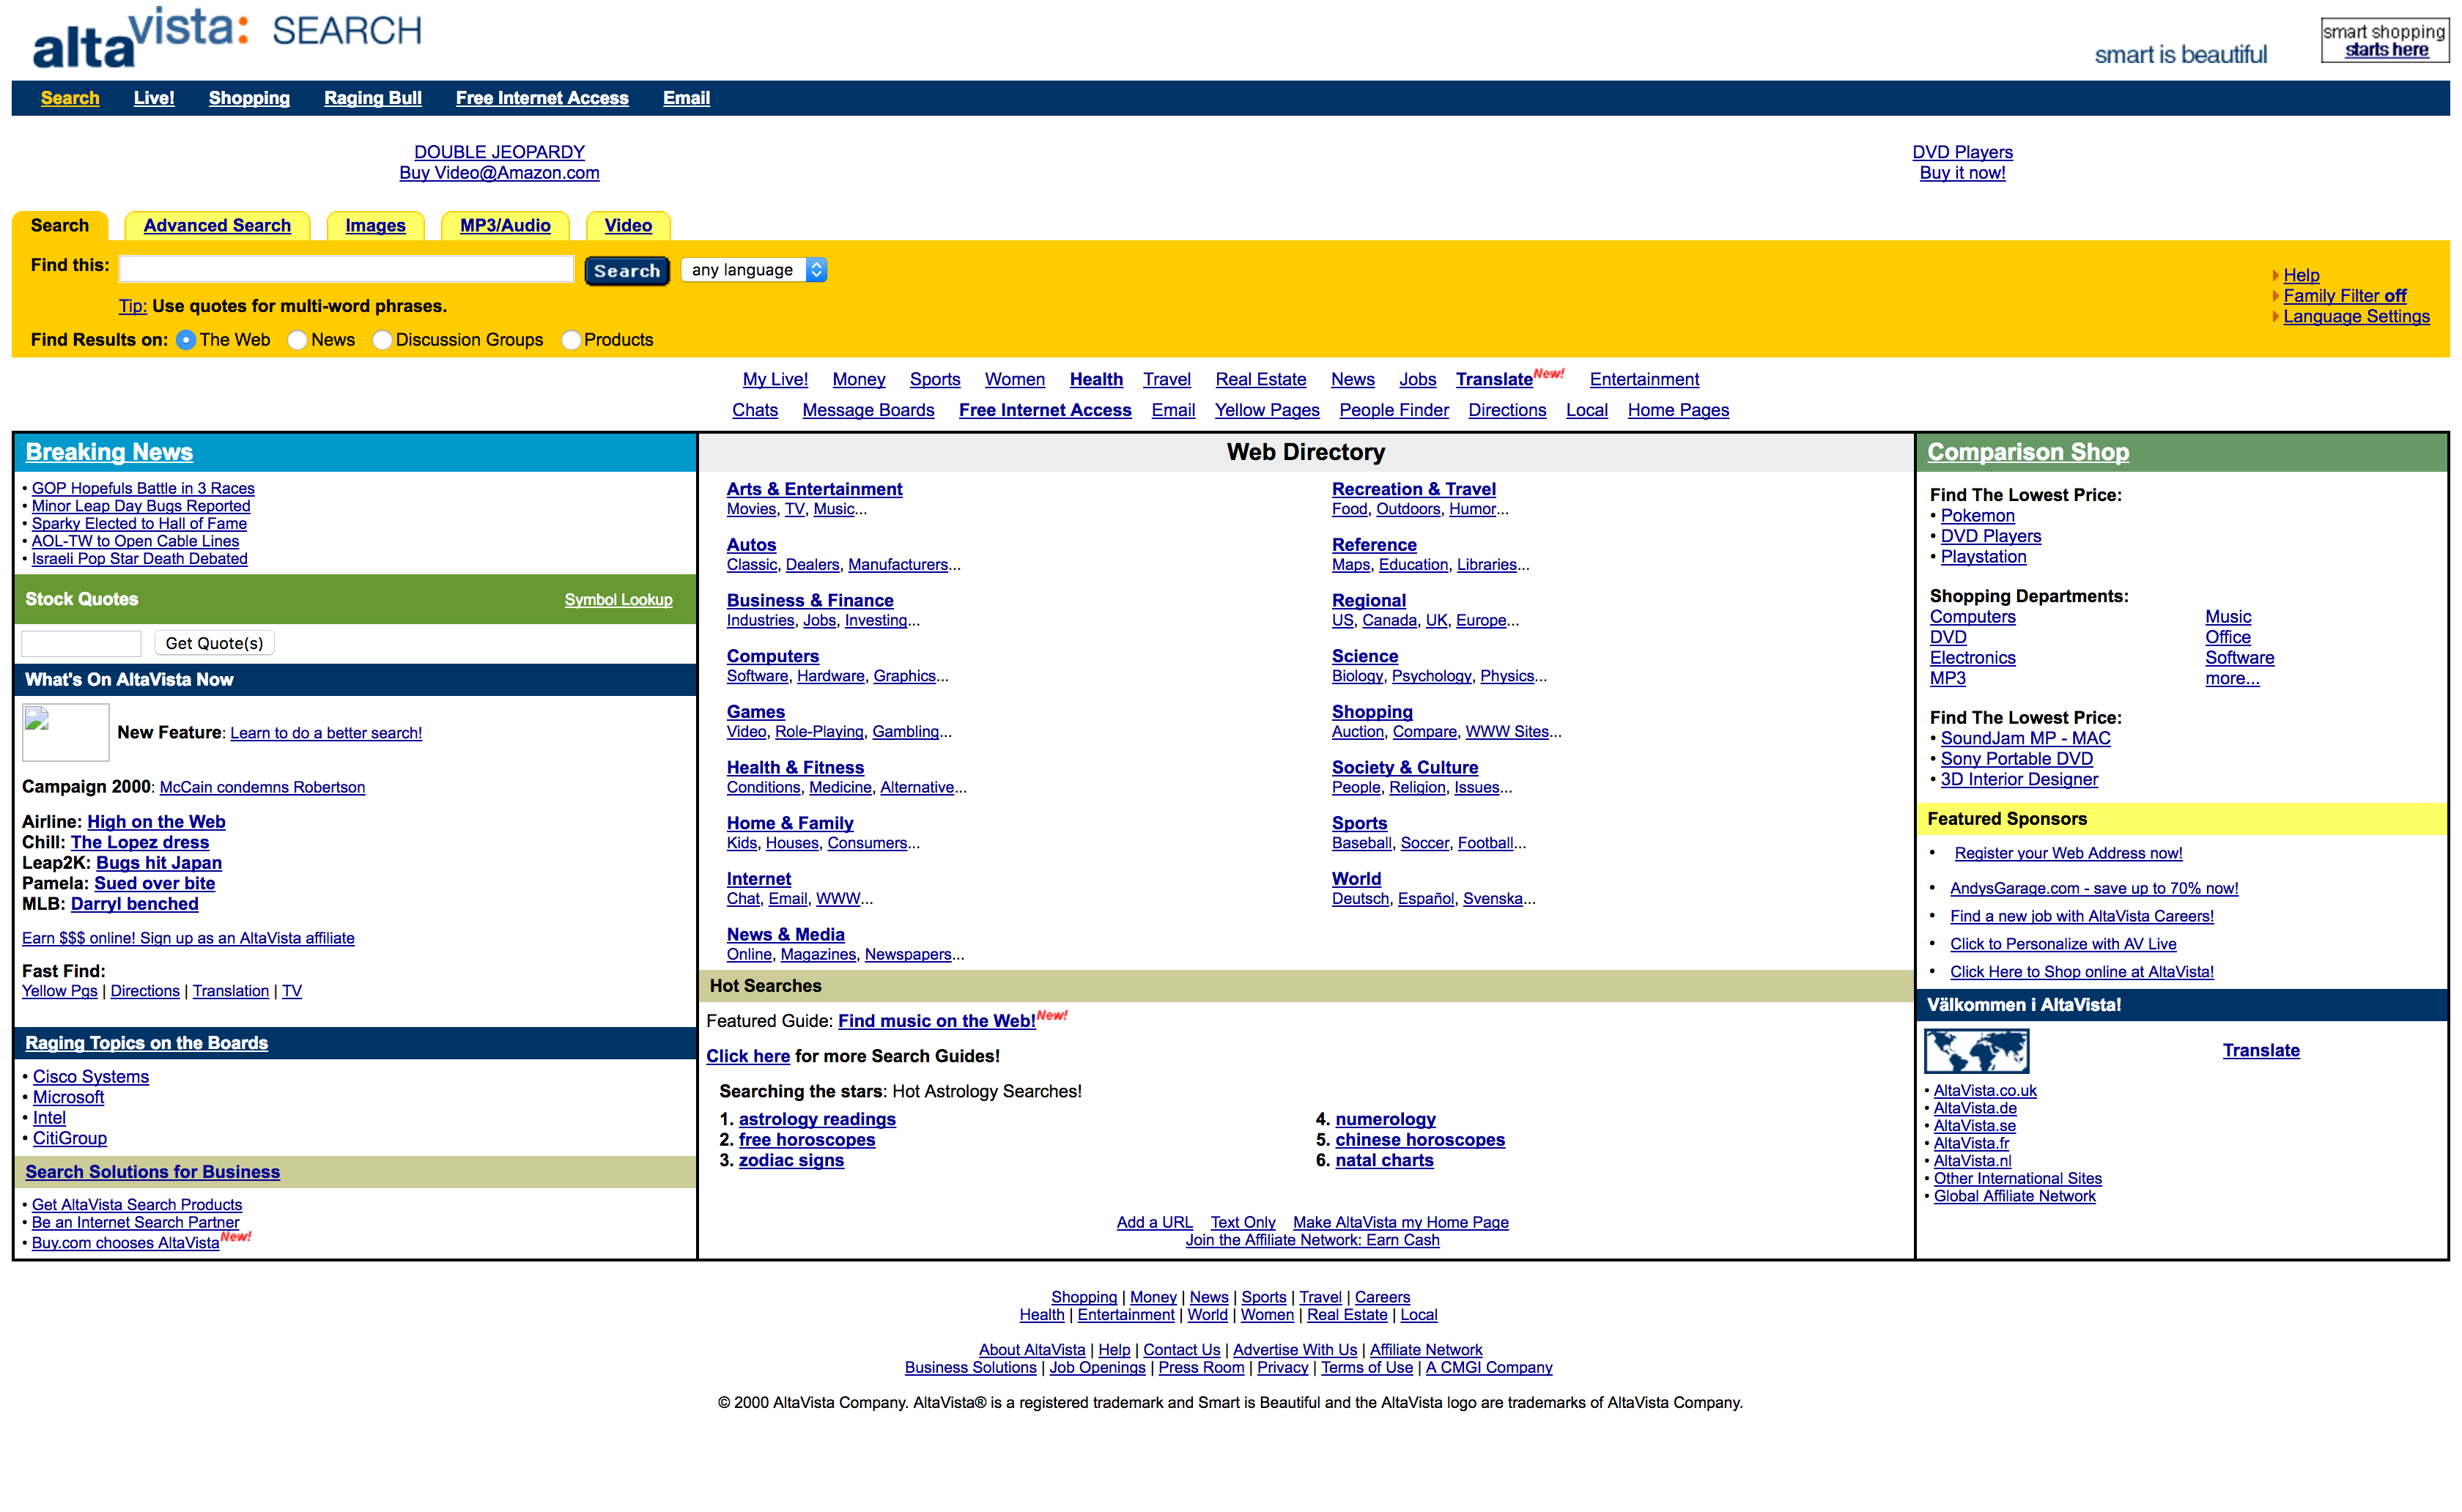 altavista: SEARCH
smart is beautiful
smart shopping
starts here
Search Live! Shopping Raging Bull Free Internet Access Email
DOUBLE JEOPARDY
Buy Video@Amazon.com
DVD Players
Buy it now!
Search Advanced Search Images MP3/Audio Video
Find this: Search any language
Tip: Use quotes for multi-word phrases.
Find Results on: The Web News Discussion Groups Products
Help
Family Filter off
Language Settings
My Live! Money Sports Women Health Travel Real Estate News Jobs Translate New! Entertainment
Chats Message Boards Free Internet Access Email Yellow Pages People Finder Directions Local Home Pages
Breaking News
• GOP Hopefuls Battle in 3 Races
• Minor Leap Day Bugs Reported
• Sparky Elected to Hall of Fame
• AOL-TW to Open Cable Lines
• Israeli Pop Star Death Debated
Stock Quotes Symbol Lookup
Get Quote(s)
What's On AltaVista Now
New Feature: Learn to do a better search!
Campaign 2000: McCain condemns Robertson
Airline: High on the Web
Chill: The Lopez dress
Leap2K: Bugs hit Japan
Pamela: Sued over bite
MLB: Darryl benched
Earn $$$ online! Sign up as an AltaVista affiliate
Fast Find:
Yellow Pgs | Directions | Translation | TV
Raging Topics on the Boards
• Cisco Systems
• Microsoft
• Intel
• CitiGroup
Search Solutions for Business
• Get AltaVista Search Products
• Be an Internet Search Partner
• Buy.com chooses AltaVista New!
Web Directory
Arts & Entertainment
Movies, TV, Music...
Autos
Classic, Dealers, Manufacturers...
Business & Finance
Industries, Jobs, Investing...
Computers
Software, Hardware, Graphics...
Games
Video, Role-Playing, Gambling...
Health & Fitness
Conditions, Medicine, Alternative...
Home & Family
Kids, Houses, Consumers...
Internet
Chat, Email, WWW...
News & Media
Online, Magazines, Newspapers...
Recreation & Travel
Food, Outdoors, Humor...
Reference
Maps, Education, Libraries...
Regional
US, Canada, UK, Europe...
Science
Biology, Psychology, Physics...
Shopping
Auction, Compare, WWW Sites...
Society & Culture
People, Religion, Issues...
Sports
Baseball, Soccer, Football...
World
Deutsch, Español, Svenska...
Hot Searches
Featured Guide: Find music on the Web! New!
Click here for more Search Guides!
Searching the stars: Hot Astrology Searches!
1. astrology readings
2. free horoscopes
3. zodiac signs
4. numerology
5. chinese horoscopes
6. natal charts
Add a URL Text Only Make AltaVista my Home Page
Join the Affiliate Network: Earn Cash
Comparison Shop
Find The Lowest Price:
• Pokemon
• DVD Players
• Playstation
Shopping Departments:
Computers Music
DVD Office
Electronics Software
MP3 more...
Find The Lowest Price:
• SoundJam MP - MAC
• Sony Portable DVD
• 3D Interior Designer
Featured Sponsors
• Register your Web Address now!
• AndysGarage.com - save up to 70% now!
• Find a new job with AltaVista Careers!
• Click to Personalize with AV Live
• Click Here to Shop online at AltaVista!
Välkommen i AltaVista!
Translate
• AltaVista.co.uk
• AltaVista.de
• AltaVista.se
• AltaVista.fr
• AltaVista.nl
• Other International Sites
• Global Affiliate Network
Shopping | Money | News | Sports | Travel | Careers
Health | Entertainment | World | Women | Real Estate | Local
About AltaVista | Help | Contact Us | Advertise With Us | Affiliate Network
Business Solutions | Job Openings | Press Room | Privacy | Terms of Use | A CMGI Company
© 2000 AltaVista Company. AltaVista® is a registered trademark and Smart is Beautiful and the AltaVista logo are trademarks of AltaVista Company.